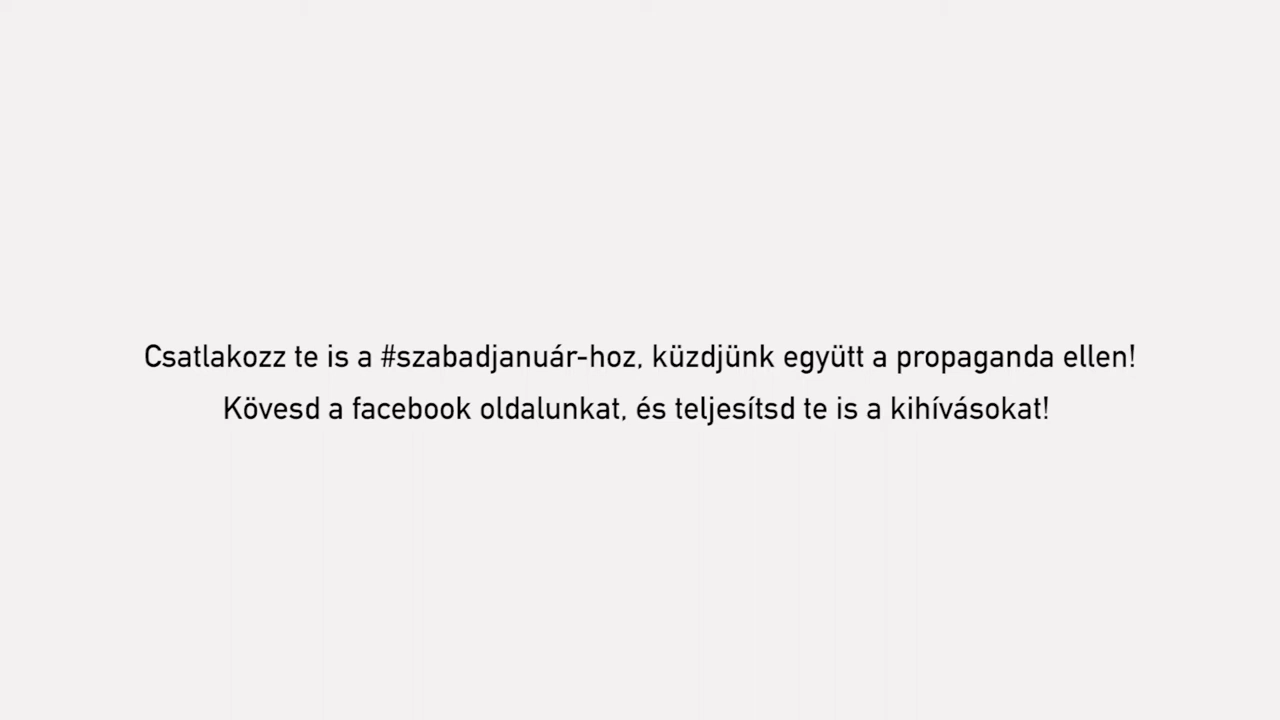 Csatlakozz te is a #szabadjanuár-hoz, küzdjünk együtt a propaganda ellen!
Kövesd a facebook oldalunkat, és teljesítsd te is a kihívásokat!